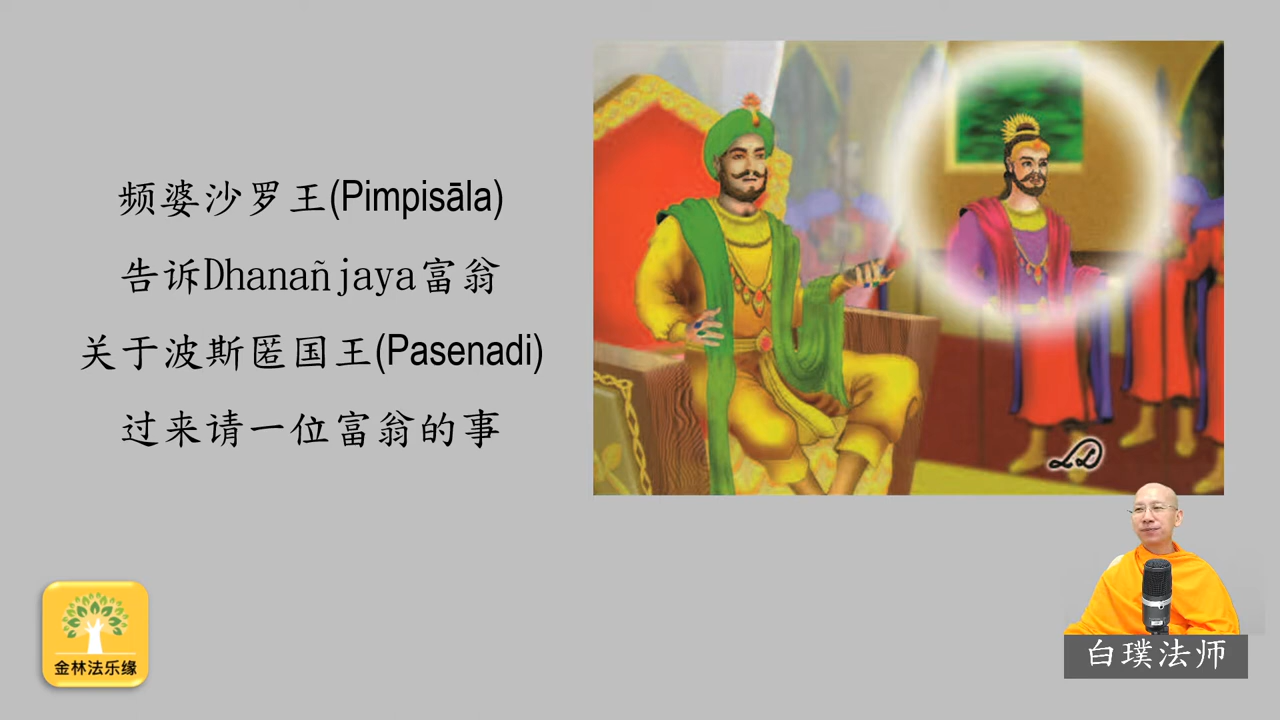 频婆沙罗王(Pimpisāla)
告诉Dhanañjaya富翁
关于波斯匿国王(Pasenadi)
过来请一位富翁的事
LD
金林法乐缘
白璞法师